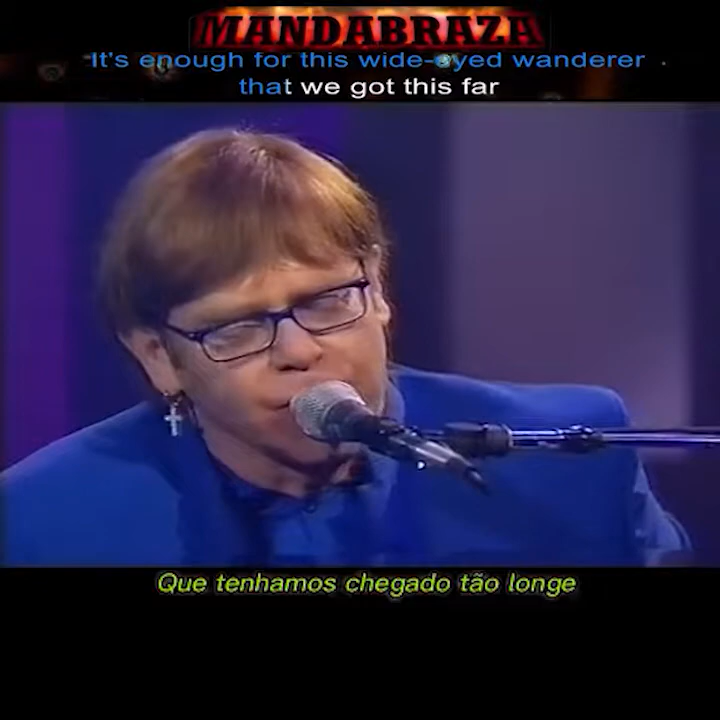 MANDABRAZA
It's enough for this wide-eyed wanderer
that we got this far
Que tenhamos chegado tão longe